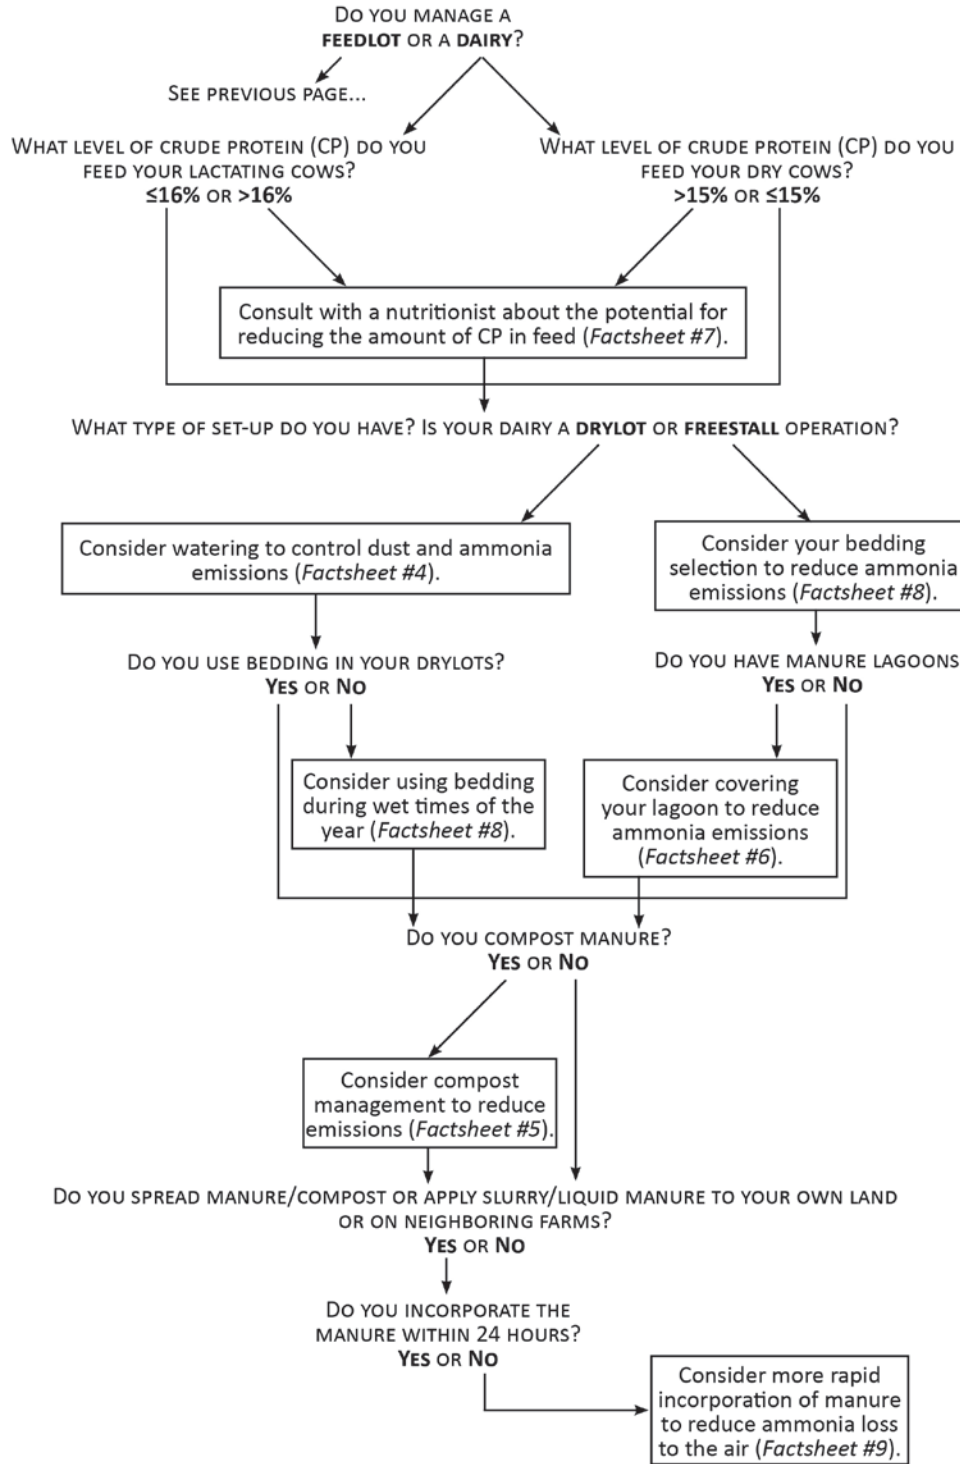 Do you manage a
feedlot or a dairy?
See previous page...
What level of crude protein (CP) do you
feed your lactating cows?
≤16% or >16%
What level of crude protein (CP) do you
feed your dry cows?
>15% or ≤15%
Consult with a nutritionist about the potential for
reducing the amount of CP in feed (Factsheet #7).
What type of set-up do you have? Is your dairy a drylot or freestall operation?
Consider watering to control dust and ammonia
emissions (Factsheet #4).
Consider your bedding
selection to reduce ammonia
emissions (Factsheet #8).
Do you use bedding in your drylots?
Yes or No
Do you have manure lagoons
Yes or No
Consider using bedding
during wet times of the
year (Factsheet #8).
Consider covering
your lagoon to reduce
ammonia emissions
(Factsheet #6).
Do you compost manure?
Yes or No
Consider compost
management to reduce
emissions (Factsheet #5).
Do you spread manure/compost or apply slurry/liquid manure to your own land
or on neighboring farms?
Yes or No
Do you incorporate the
manure within 24 hours?
Yes or No
Consider more rapid
incorporation of manure
to reduce ammonia loss
to the air (Factsheet #9).